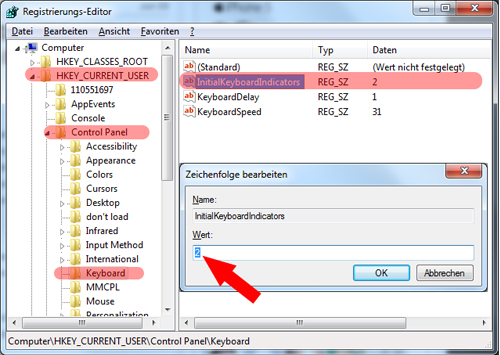 Registrierungs-Editor
Datei Bearbeiten Ansicht Favoriten ?
Computer
HKEY_CLASSES_ROOT
HKEY_CURRENT_USER
110551697
AppEvents
Console
Control Panel
Accessibility
Appearance
Colors
Cursors
Desktop
don't load
Infrared
Input Method
International
Keyboard
MMCPL
Mouse
Personalization
Name Typ Daten
(Standard) REG_SZ (Wert nicht festgelegt)
InitialKeyboardIndicators REG_SZ 2
KeyboardDelay REG_SZ 1
KeyboardSpeed REG_SZ 31
Zeichenfolge bearbeiten
Name:
InitialKeyboardIndicators
Wert:
2
OK Abbrechen
Computer\HKEY_CURRENT_USER\Control Panel\Keyboard